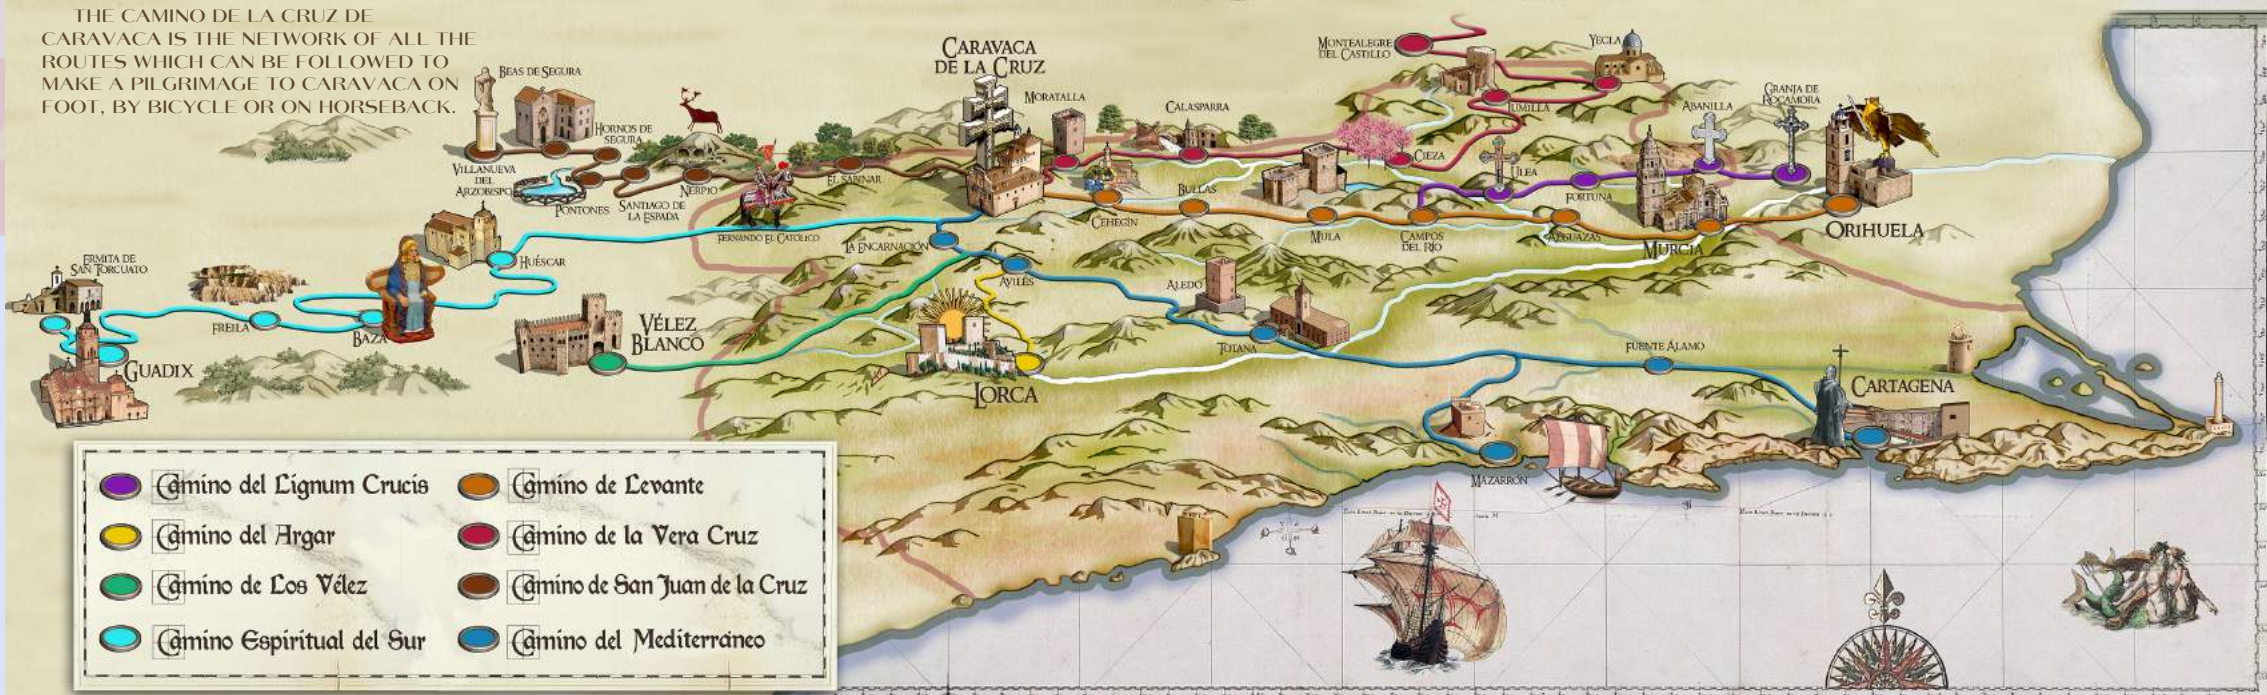 THE CAMINO DE LA CRUZ DE
CARAVACA IS THE NETWORK OF ALL THE
ROUTES WHICH CAN BE FOLLOWED TO
MAKE A PILGRIMAGE TO CARAVACA ON
FOOT, BY BICYCLE OR ON HORSEBACK.
BEAS DE SEGURA
HORNOS DE
SEGURA
VILLANUEVA
DEL
ARZOBISPO
PONTONES
SANTIAGO DE
LA ESPADA
NERPIO
EL SABINAR
FERNANDO EL CATÓLICO
CARAVACA
DE LA CRUZ
MORATALLA
CALASPARRA
MONTEALEGRE
DEL CASTILLO
YECLA
JUMILLA
CIEZA
ABANILLA
GRANJA DE
ROCAMORA
ULEA
FORTUNA
CEHEGÍN
BULLAS
MULA
CAMPOS
DEL RÍO
ALGUAZAS
MURCIA
ORIHUELA
LA ENCARNACIÓN
AVILÉS
ALEDO
TOTANA
LORCA
FUENTE ÁLAMO
CARTAGENA
MAZARRÓN
ERMITA DE
SAN TORCUATO
GUADIX
FREILA
BAZA
HUÉSCAR
VÉLEZ
BLANCO
Camino del Lignum Crucis
Camino del Argar
Camino de Los Vélez
Camino Espiritual del Sur
Camino de Levante
Camino de la Vera Cruz
Camino de San Juan de la Cruz
Camino del Mediterráneo